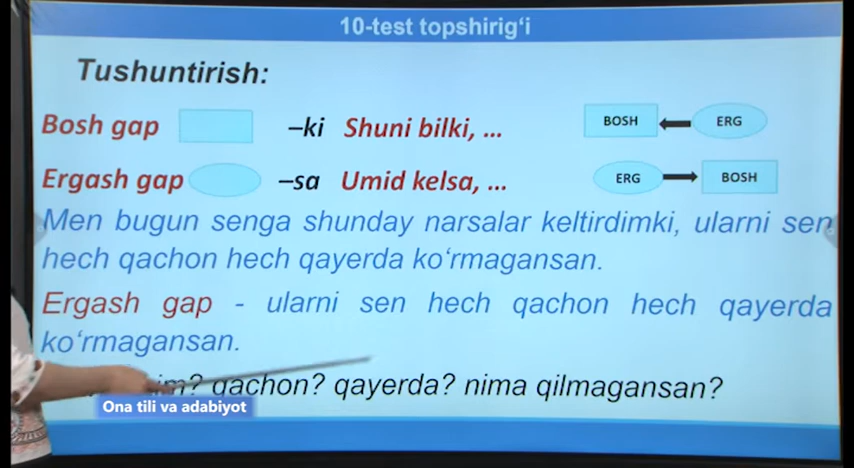 10-test topshirig‘i
Tushuntirish:
Bosh gap –ki Shuni bilki, ... BOSH ERG
Ergash gap –sa Umid kelsa, ... ERG BOSH
Men bugun senga shunday narsalar keltirdimki, ularni sen
hech qachon hech qayerda ko‘rmagansan.
Ergash gap - ularni sen hech qachon hech qayerda
ko‘rmagansan.
qachon? qayerda? nima qilmagansan?
Ona tili va adabiyot